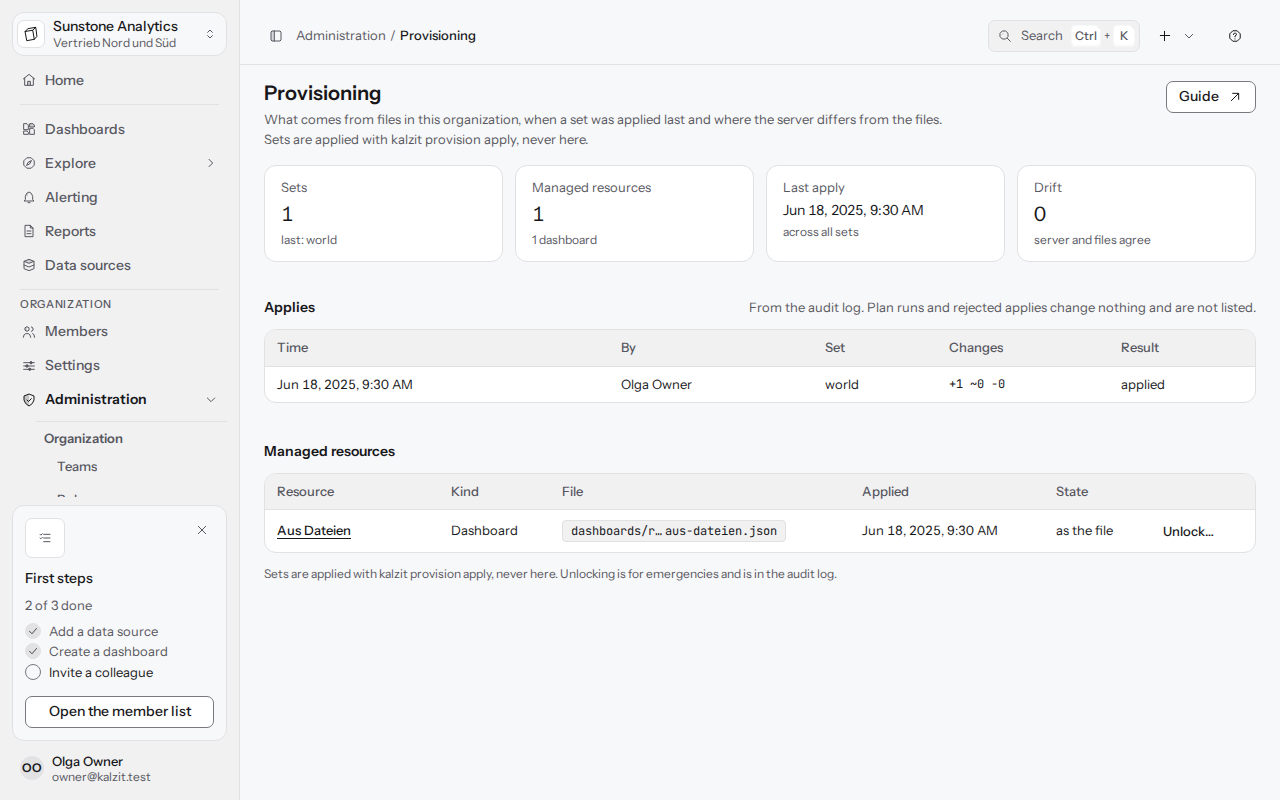 Sunstone Analytics
Vertrieb Nord und Süd
Home
Dashboards
Explore
Alerting
Reports
Data sources
ORGANIZATION
Members
Settings
Administration
Organization
Teams
First steps
2 of 3 done
Add a data source
Create a dashboard
Invite a colleague
Open the member list
OO
Olga Owner
owner@kalzit.test
Administration / Provisioning
Search Ctrl + K
Provisioning
Guide
What comes from files in this organization, when a set was applied last and where the server differs from the files.
Sets are applied with kalzit provision apply, never here.
Sets
1
last: world
Managed resources
1
1 dashboard
Last apply
Jun 18, 2025, 9:30 AM
across all sets
Drift
0
server and files agree
Applies
From the audit log. Plan runs and rejected applies change nothing and are not listed.
Time By Set Changes Result
Jun 18, 2025, 9:30 AM Olga Owner world +1 ~0 -0 applied
Managed resources
Resource Kind File Applied State
Aus Dateien Dashboard dashboards/r… aus-dateien.json Jun 18, 2025, 9:30 AM as the file Unlock…
Sets are applied with kalzit provision apply, never here. Unlocking is for emergencies and is in the audit log.